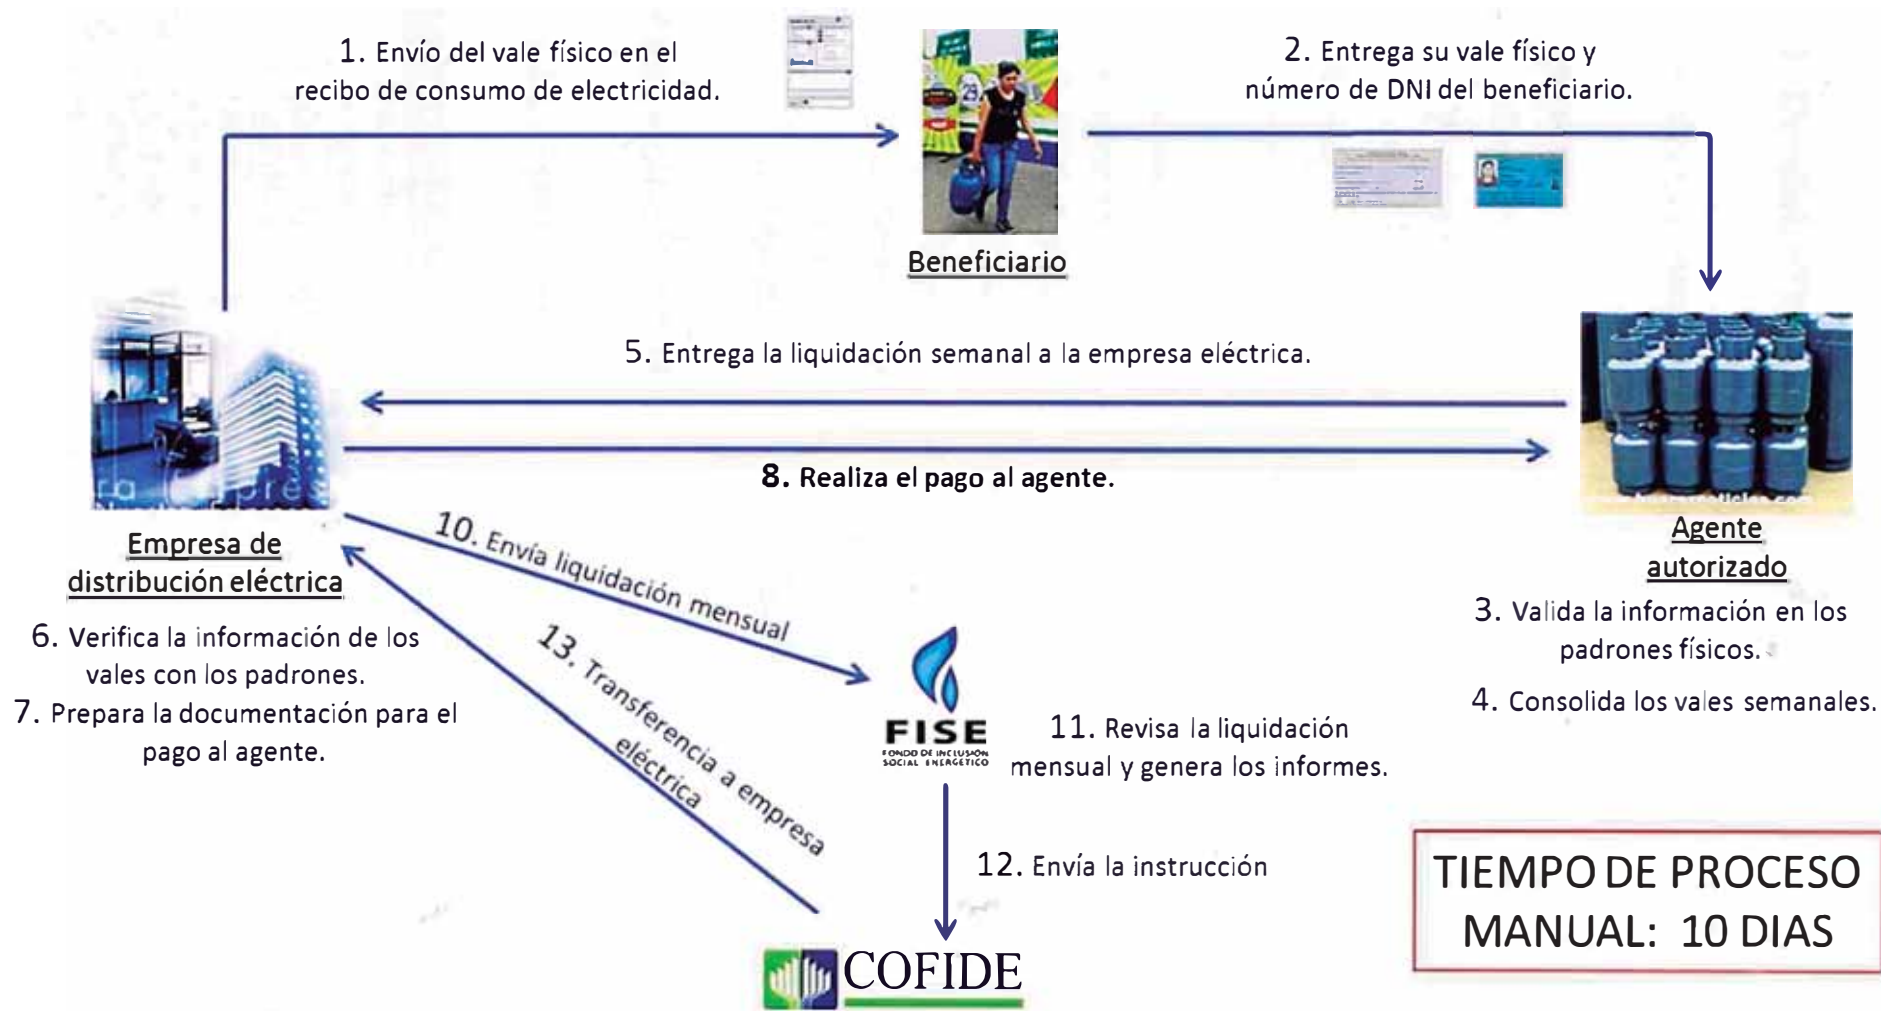 1. Envío del vale físico en el
recibo de consumo de electricidad.
2. Entrega su vale físico y
número de DNI del beneficiario.
29
Beneficiario
5. Entrega la liquidación semanal a la empresa eléctrica.
8. Realiza el pago al agente.
Empresa de
distribución eléctrica
6. Verifica la información de los
vales con los padrones.
7. Prepara la documentación para el
pago al agente.
Agente
autorizado
3. Valida la información en los
padrones físicos.
4. Consolida los vales semanales.
10. Envía liquidación mensual
13. Transferencia a empresa
eléctrica
FISE
FONDO DE INCLUSIÓN
SOCIAL ENERGÉTICO
11. Revisa la liquidación
mensual y genera los informes.
12. Envía la instrucción
COFIDE
TIEMPO DE PROCESO
MANUAL: 10 DIAS